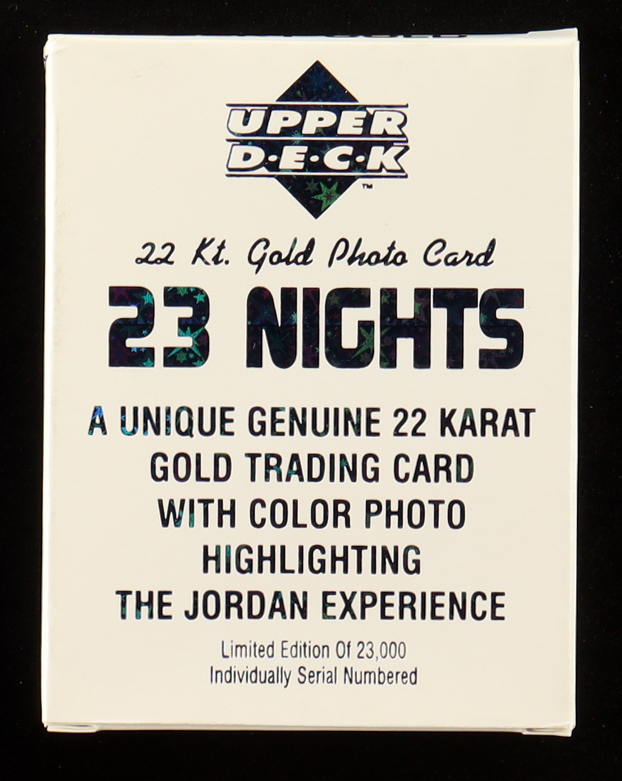 UPPER
D·E·C·K
™
22 Kt. Gold Photo Card
23 NIGHTS
A UNIQUE GENUINE 22 KARAT
GOLD TRADING CARD
WITH COLOR PHOTO
HIGHLIGHTING
THE JORDAN EXPERIENCE
Limited Edition Of 23,000
Individually Serial Numbered